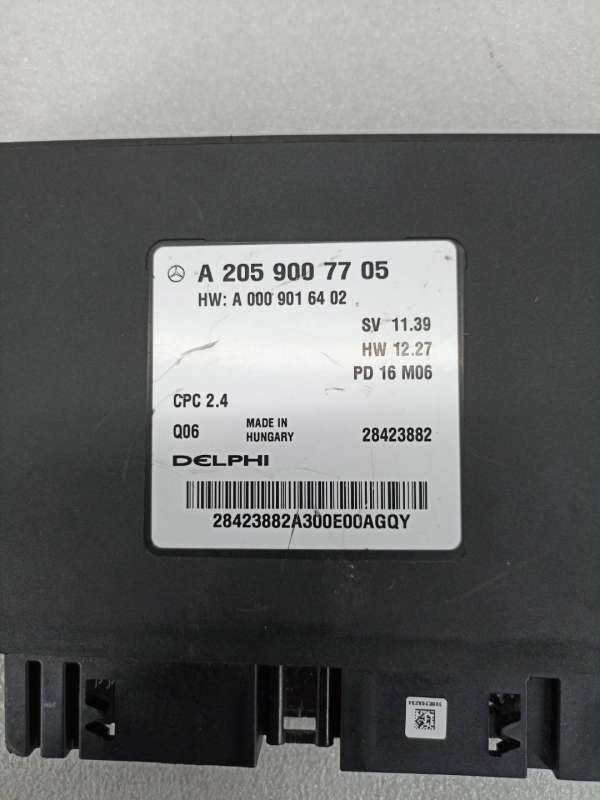 A 205 900 77 05
HW: A 000 901 64 02
SV 11.39
HW 12.27
PD 16 M06
CPC 2.4
Q06 MADE IN HUNGARY 28423882
DELPHI
28423882A300E00AGQY